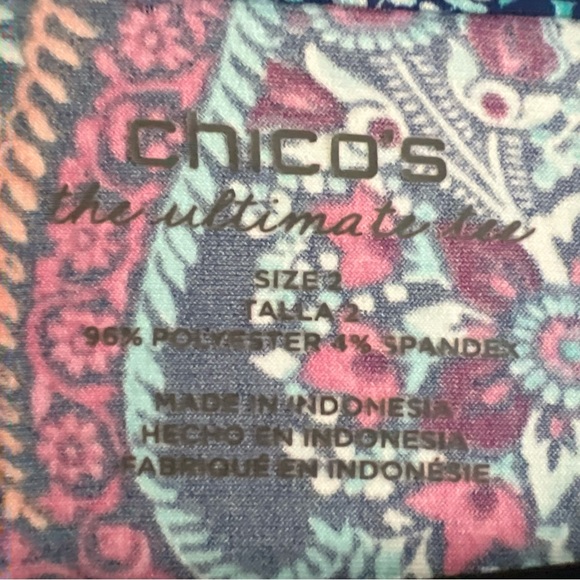 chico's
the ultimate tee
SIZE 2
TALLA 2
96% POLYESTER 4% SPANDEX
MADE IN INDONESIA
HECHO EN INDONESIA
FABRIQUÉ EN INDONÉSIE